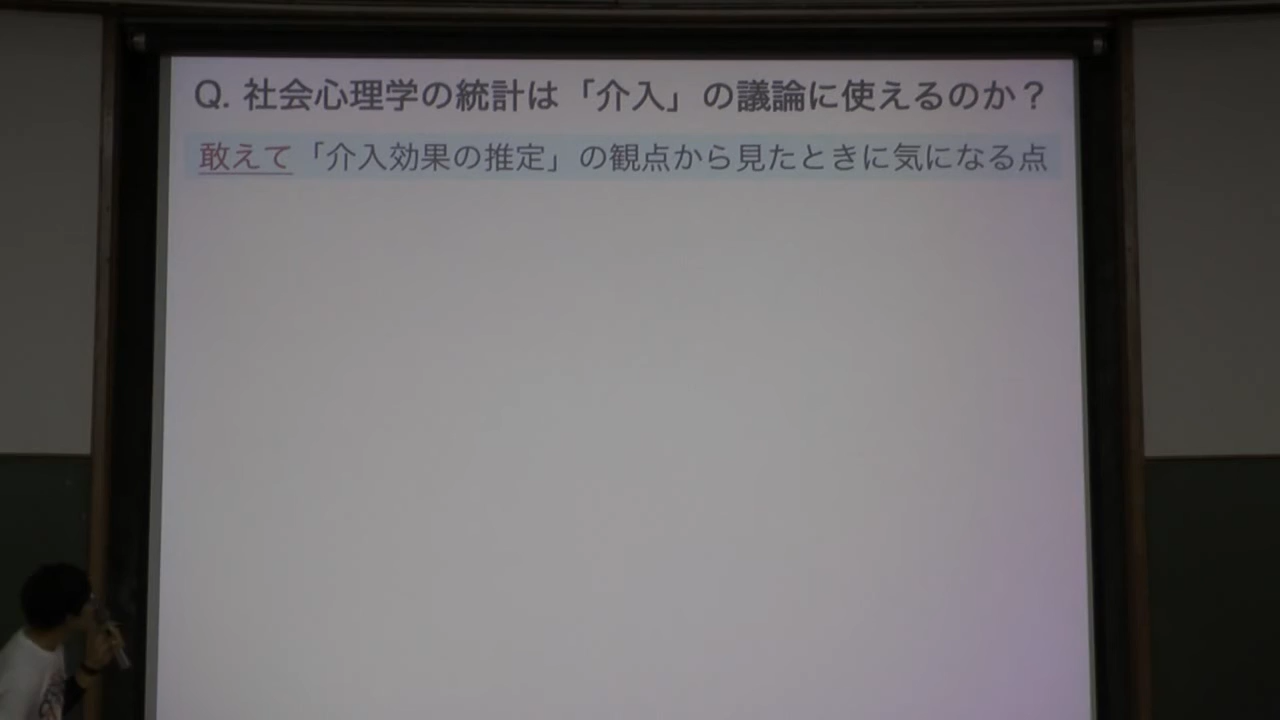 Q. 社会心理学の統計は「介入」の議論に使えるのか？
敢えて「介入効果の推定」の観点から見たときに気になる点